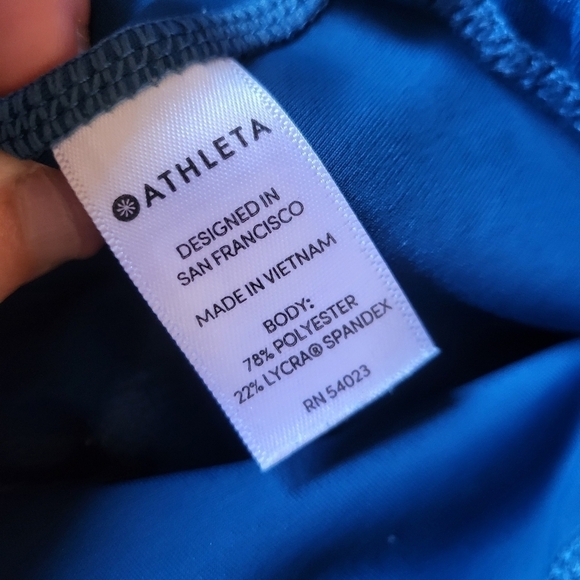 ATHLETA
DESIGNED IN
SAN FRANCISCO
MADE IN VIETNAM
BODY:
78% POLYESTER
22% LYCRA® SPANDEX
RN 54023